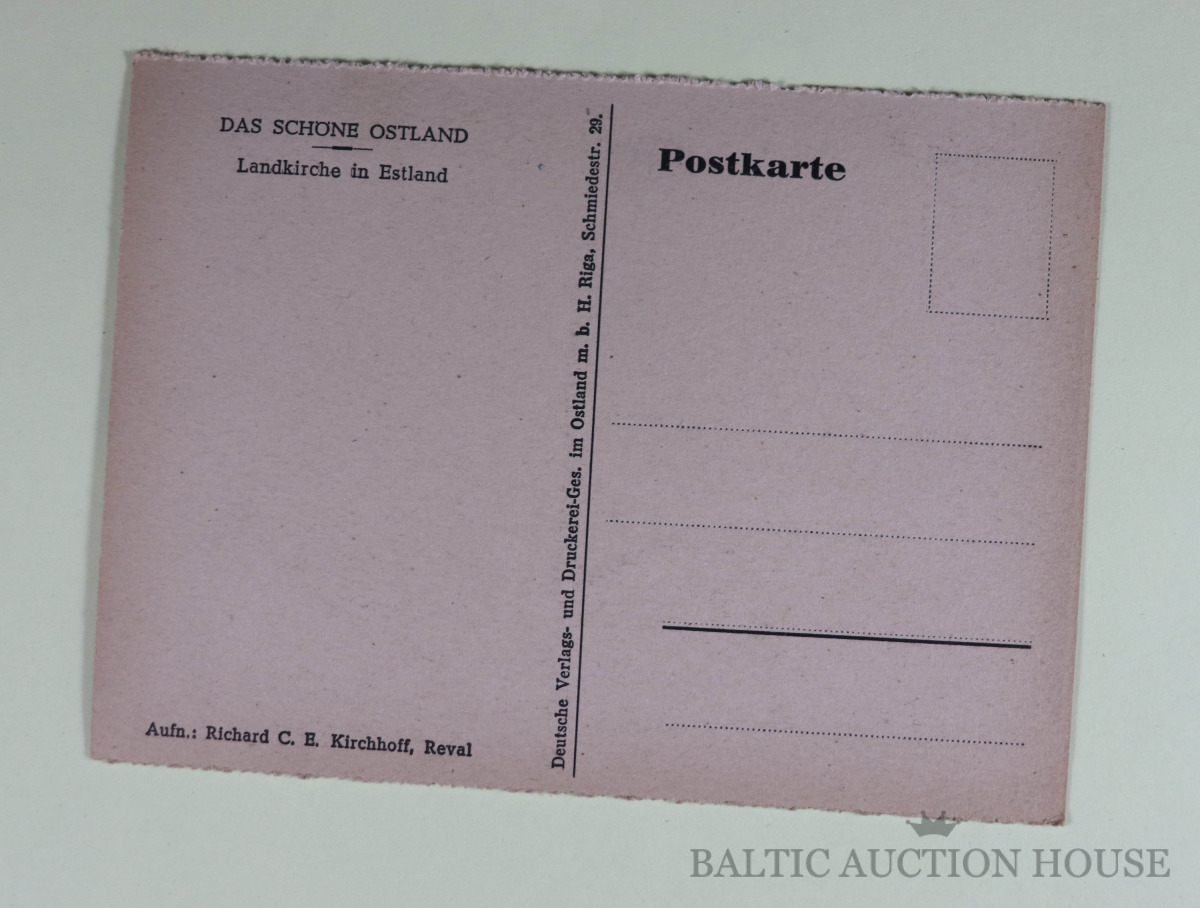 DAS SCHÖNE OSTLAND
Landkirche in Estland
Aufn.: Richard C. E. Kirchhoff, Reval
Deutsche Verlags- und Druckerei-Ges. im Ostland m. b. H. Riga, Schmiedestr. 29.
Postkarte
BALTIC AUCTION HOUSE